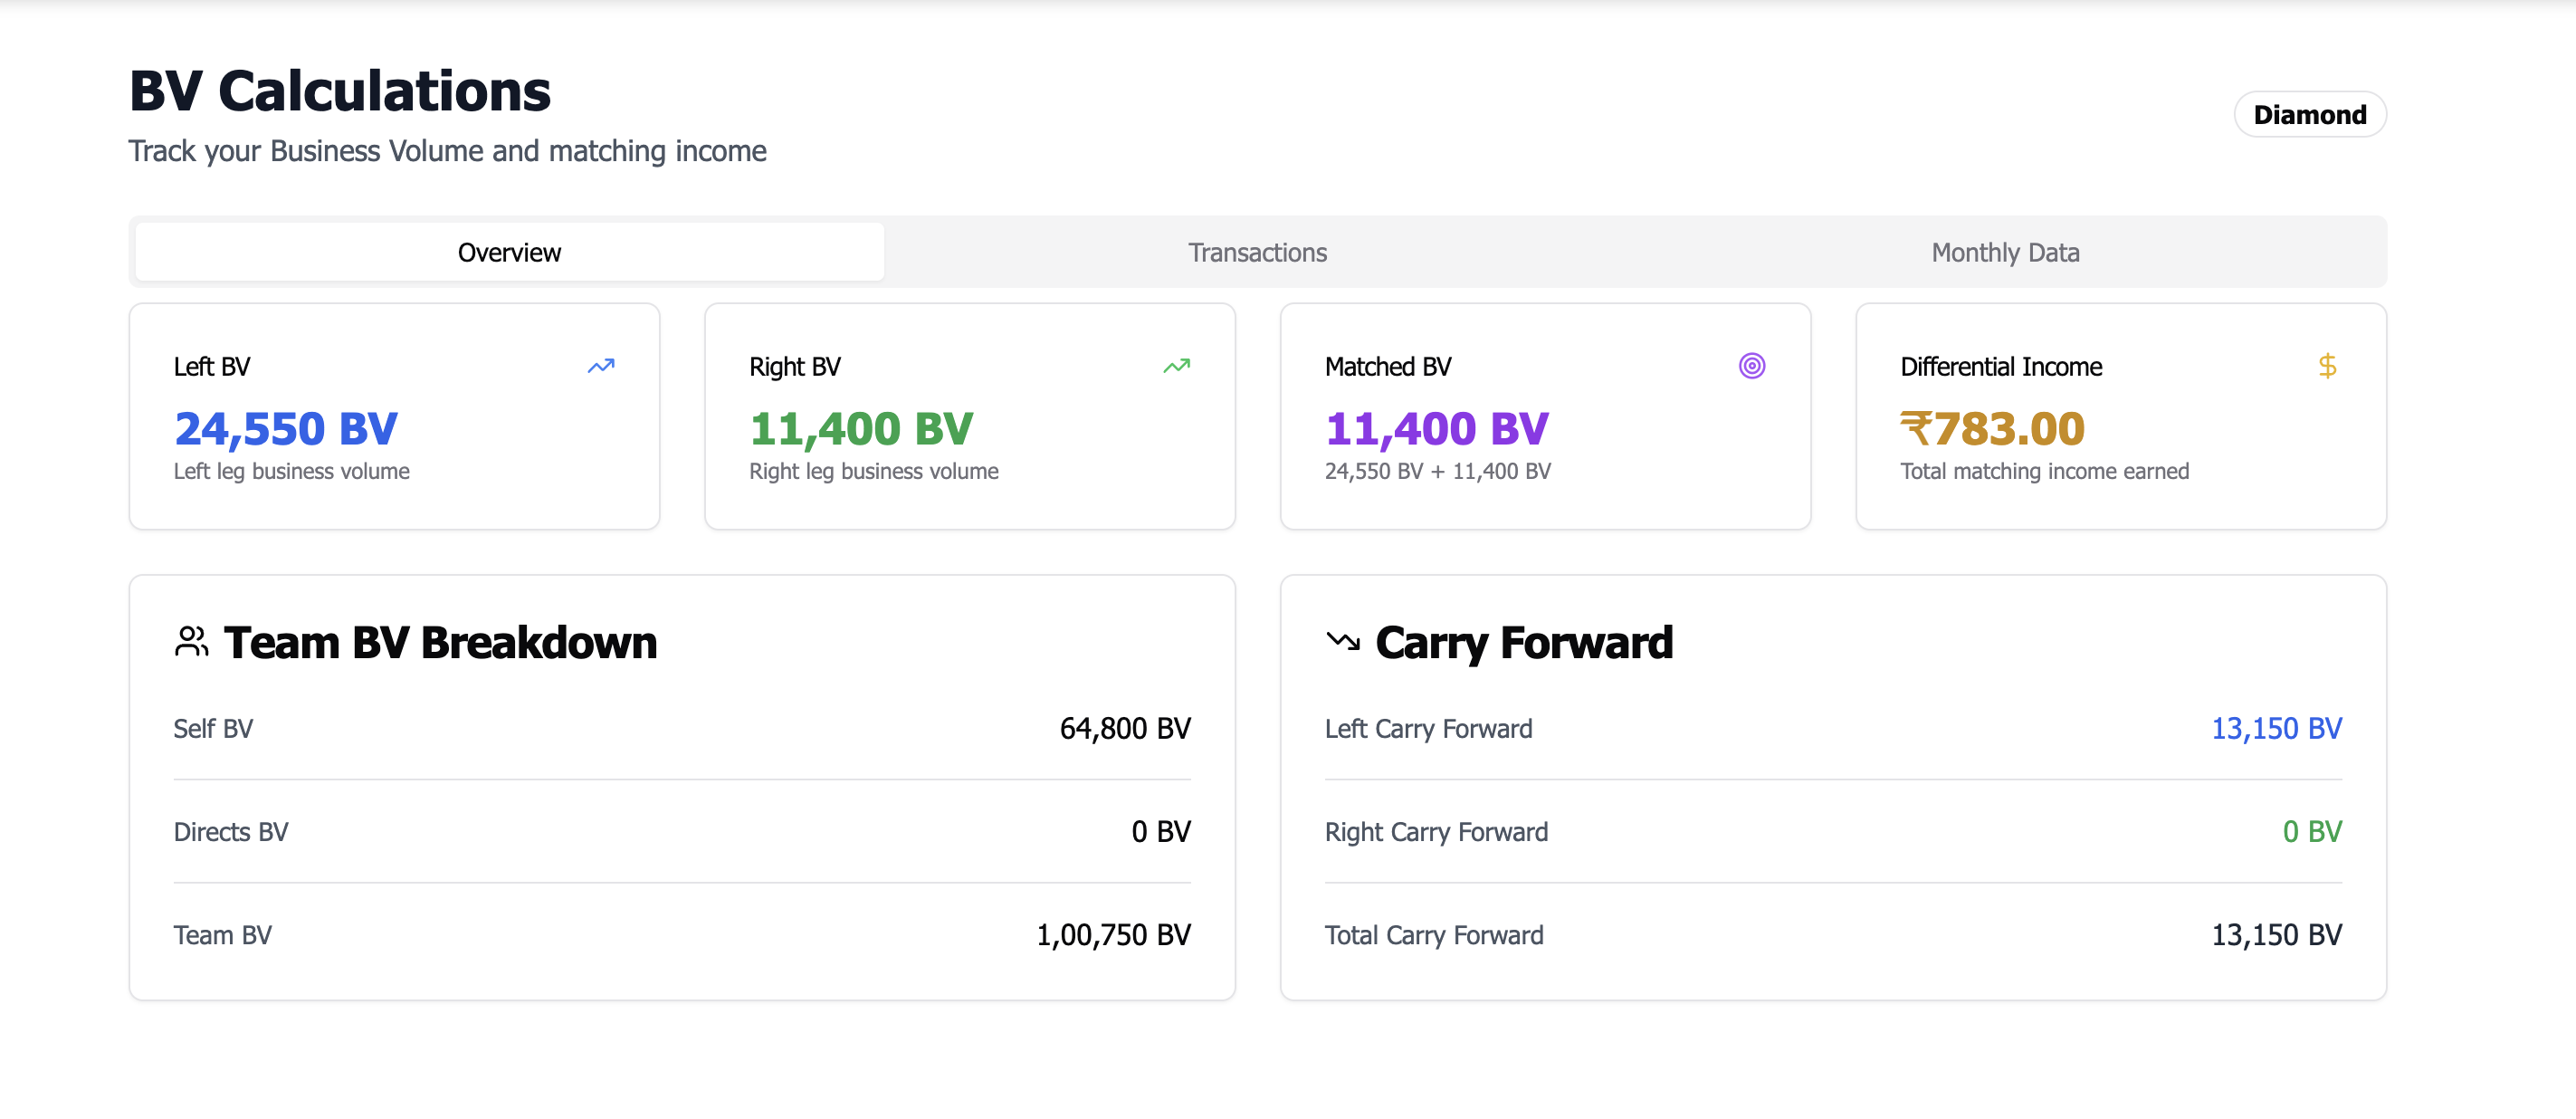 BV Calculations
Track your Business Volume and matching income
Diamond
Overview
Transactions
Monthly Data
Left BV
24,550 BV
Left leg business volume
Right BV
11,400 BV
Right leg business volume
Matched BV
11,400 BV
24,550 BV + 11,400 BV
Differential Income
₹783.00
Total matching income earned
Team BV Breakdown
Self BV
64,800 BV
Directs BV
0 BV
Team BV
1,00,750 BV
Carry Forward
Left Carry Forward
13,150 BV
Right Carry Forward
0 BV
Total Carry Forward
13,150 BV